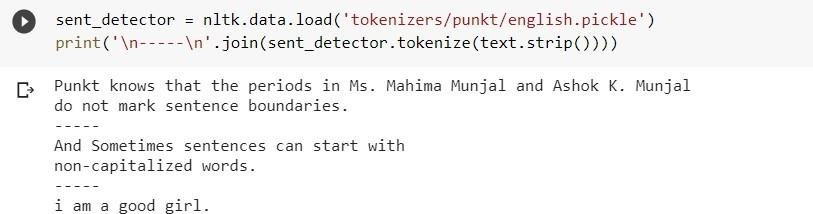 sent_detector = nltk.data.load('tokenizers/punkt/english.pickle')
print('\n-----\n'.join(sent_detector.tokenize(text.strip())))
Punkt knows that the periods in Ms. Mahima Munjal and Ashok K. Munjal
do not mark sentence boundaries.
-----
And Sometimes sentences can start with
non-capitalized words.
-----
i am a good girl.